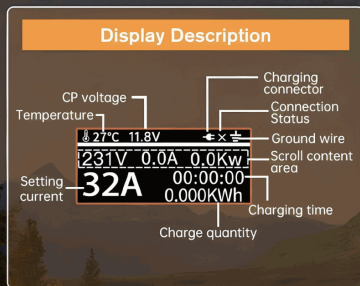 Display Description
Charging
connector
CP voltage
Connection
Status
Temperature
27°C 11.8V
Ground wire
231V 0.0A 0.0Kw
Scroll content
area
Setting
current
32A
00:00:00
0.000KWh
Charging time
Charge quantity